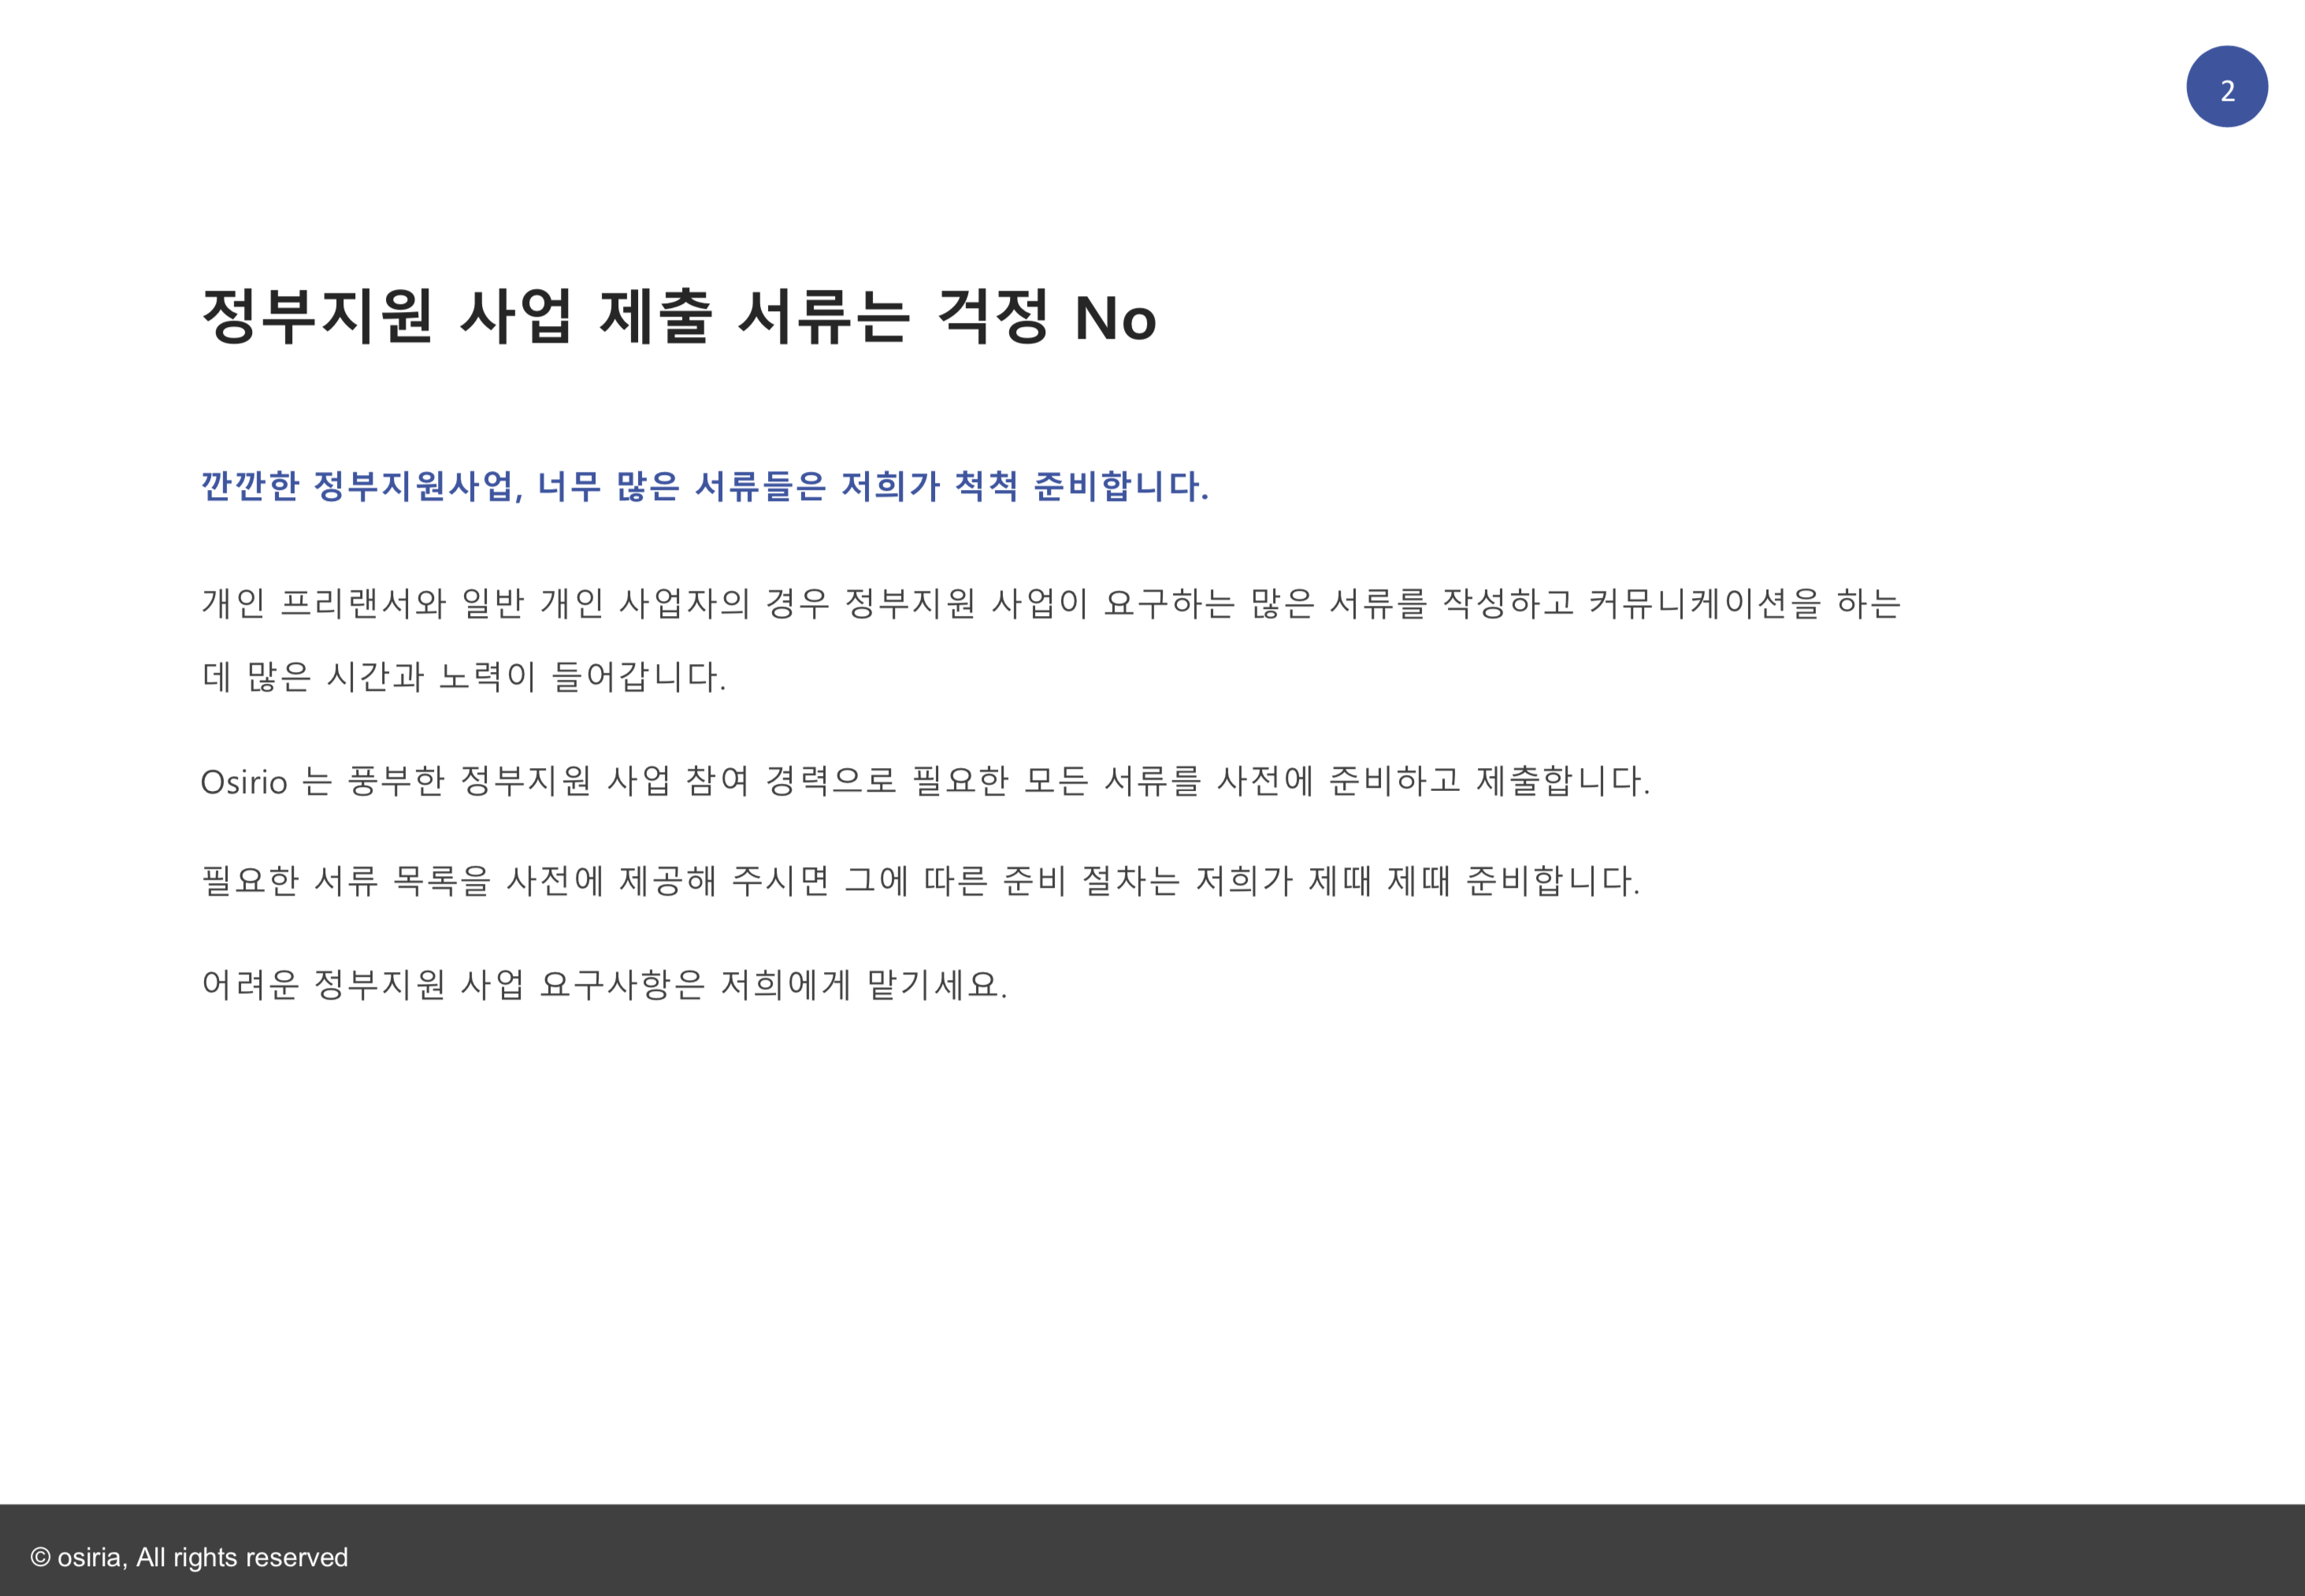 2
정부지원 사업 제출 서류는 걱정 No
깐깐한 정부지원사업, 너무 많은 서류들은 저희가 척척 준비합니다.
개인 프리랜서와 일반 개인 사업자의 경우 정부지원 사업이 요구하는 많은 서류를 작성하고 커뮤니케이션을 하는
데 많은 시간과 노력이 들어갑니다.
Osirio 는 풍부한 정부지원 사업 참여 경력으로 필요한 모든 서류를 사전에 준비하고 제출합니다.
필요한 서류 목록을 사전에 제공해 주시면 그에 따른 준비 절차는 저희가 제때 제때 준비합니다.
어려운 정부지원 사업 요구사항은 저희에게 맡기세요.
© osiria, All rights reserved